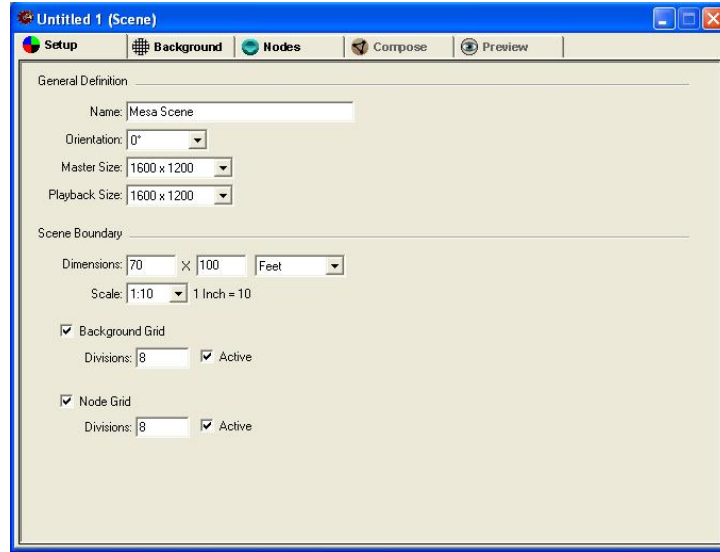 Untitled 1 (Scene)
Setup Background Nodes Compose Preview
General Definition
Name: Mesa Scene
Orientation: 0°
Master Size: 1600 x 1200
Playback Size: 1600 x 1200
Scene Boundary
Dimensions: 70 X 100 Feet
Scale: 1:10 1 Inch = 10
Background Grid
Divisions: 8 Active
Node Grid
Divisions: 8 Active